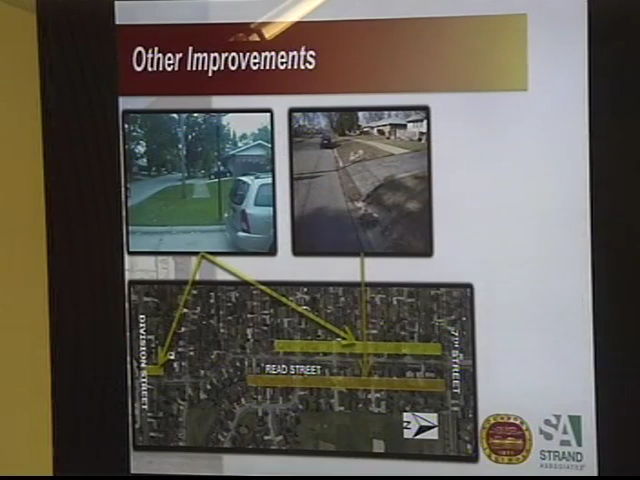 Other Improvements
DIVISION STREET
READ STREET
7TH STREET
N
SA
STRAND
ASSOCIATES